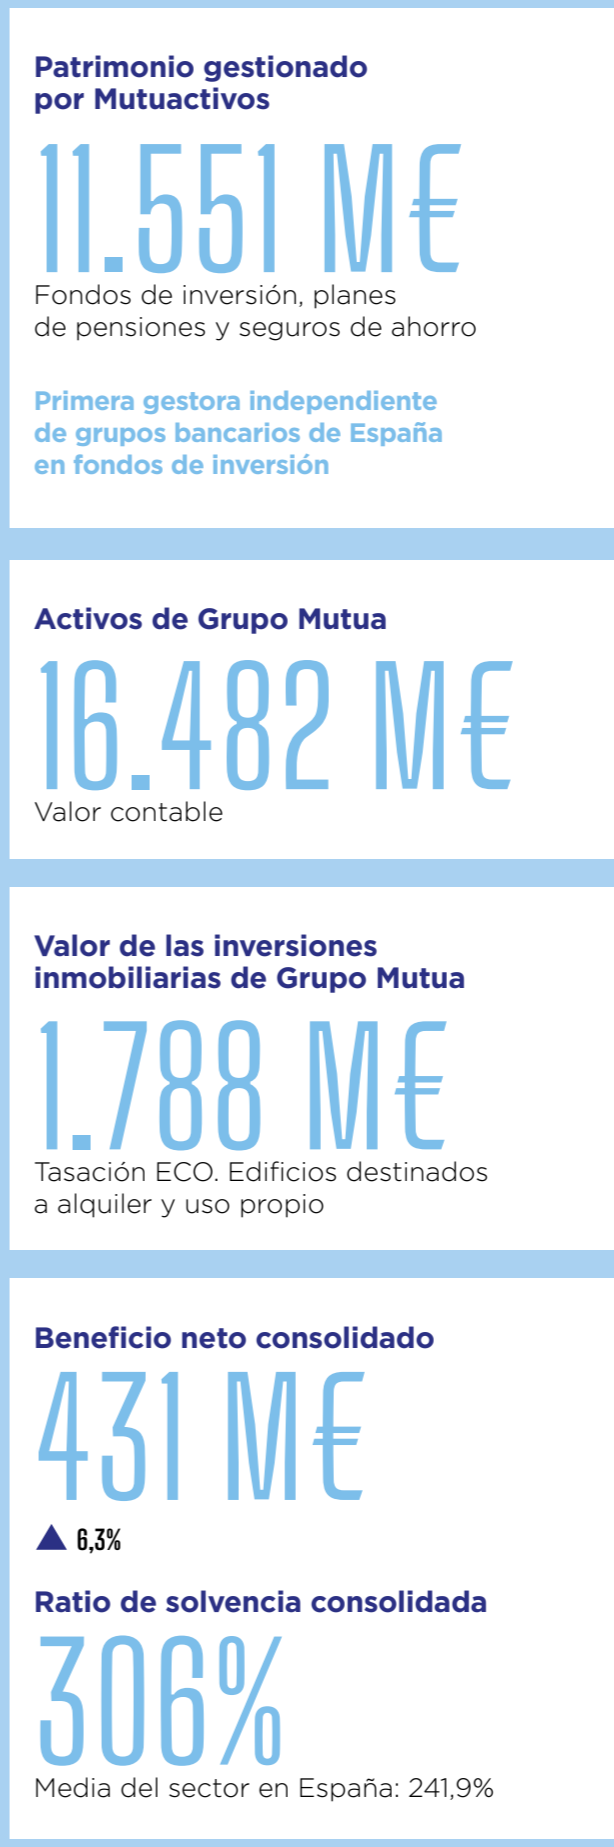 Patrimonio gestionado
por Mutuactivos
11.551 M€
Fondos de inversión, planes
de pensiones y seguros de ahorro
Primera gestora independiente
de grupos bancarios de España
en fondos de inversión
Activos de Grupo Mutua
16.482 M€
Valor contable
Valor de las inversiones
inmobiliarias de Grupo Mutua
1.788 M€
Tasación ECO. Edificios destinados
a alquiler y uso propio
Beneficio neto consolidado
431 M€
▲ 6,3%
Ratio de solvencia consolidada
306%
Media del sector en España: 241,9%